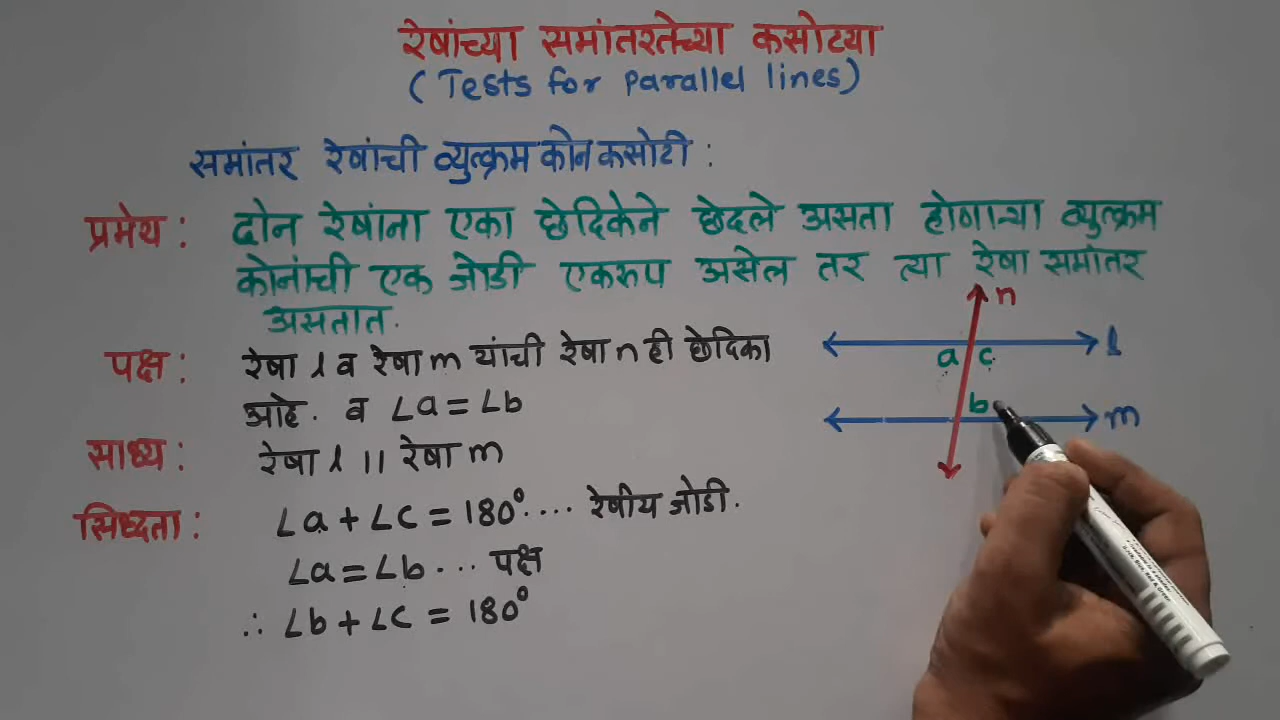 रेषांच्या समांतरतेच्या कसोट्या
(Tests for parallel lines)
समांतर रेषांची व्युत्क्रम कोन कसोटी :
प्रमेय : दोन रेषांना एका छेदिकेने छेदले असता होणाऱ्या व्युत्क्रम
कोनांची एक जोडी एकरुप असेल तर त्या रेषा समांतर
असतात.
पक्ष : रेषा l व रेषा m यांची रेषा n ही छेदिका
आहे. व ∠a = ∠b
साध्य : रेषा l || रेषा m
सिध्दता : ∠a + ∠c = 180° .... रेषीय जोडी.
∠a = ∠b ... पक्ष
∴ ∠b + ∠c = 180°
n
l
a c
b
m